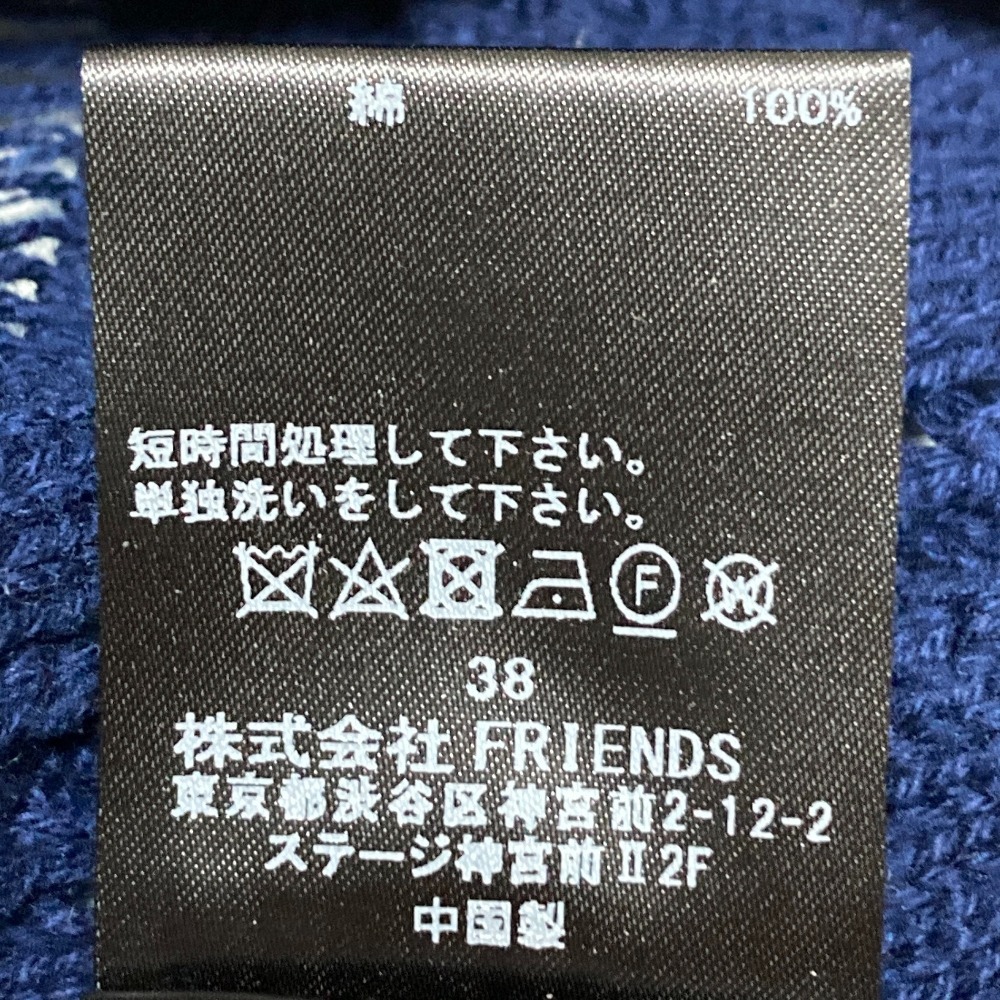 綿 100%
短時間処理して下さい。
単独洗いをして下さい。
F W
38
株式会社 FRIENDS
東京都渋谷区神宮前2-12-2
ステージ神宮前Ⅱ2F
中国製